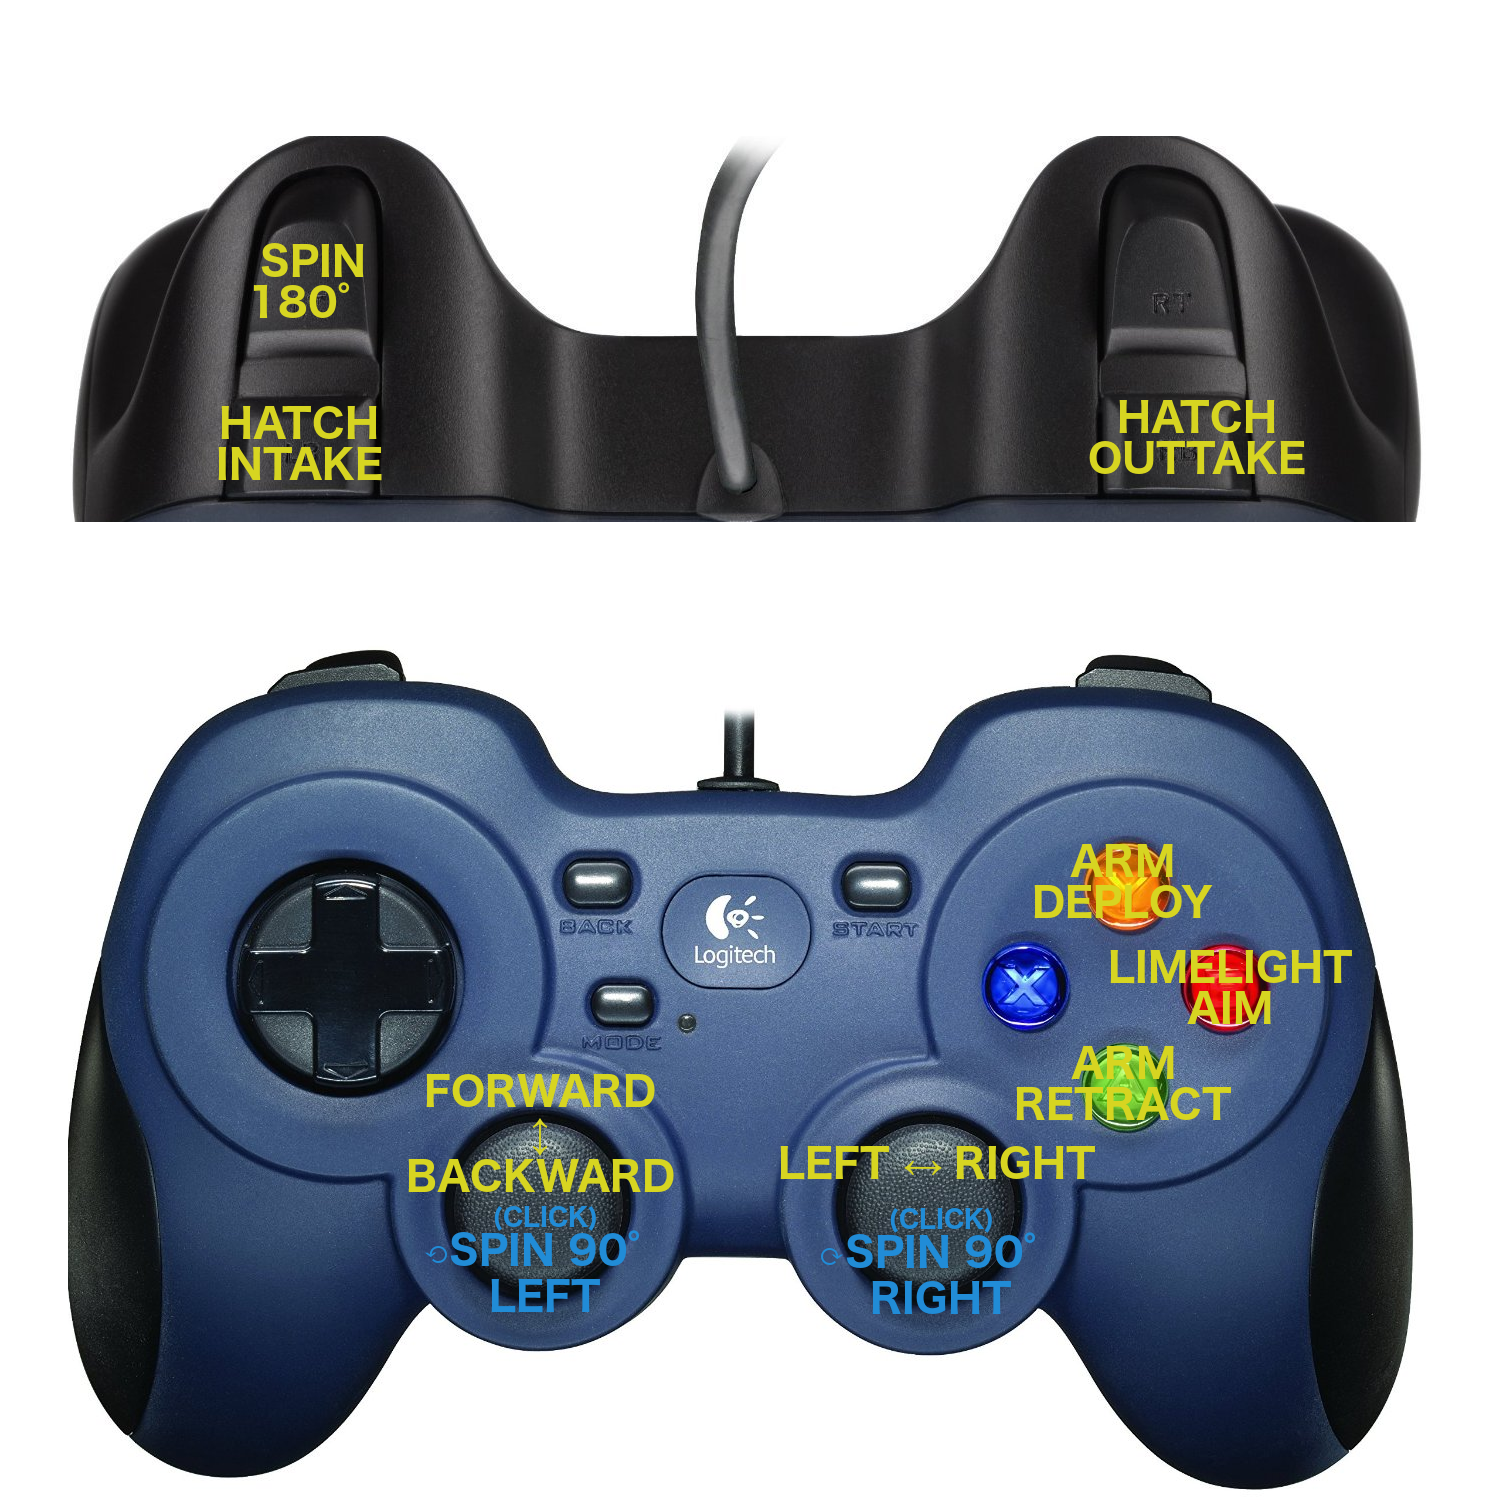 SPIN
180°
RT
HATCH
INTAKE
HATCH
OUTTAKE
BACK
Logitech
START
MODE
ARM
DEPLOY
X
LIMELIGHT
AIM
ARM
RETRACT
FORWARD
↕
BACKWARD
(CLICK)
⟲SPIN 90°
LEFT
LEFT ↔ RIGHT
(CLICK)
⟳SPIN 90°
RIGHT